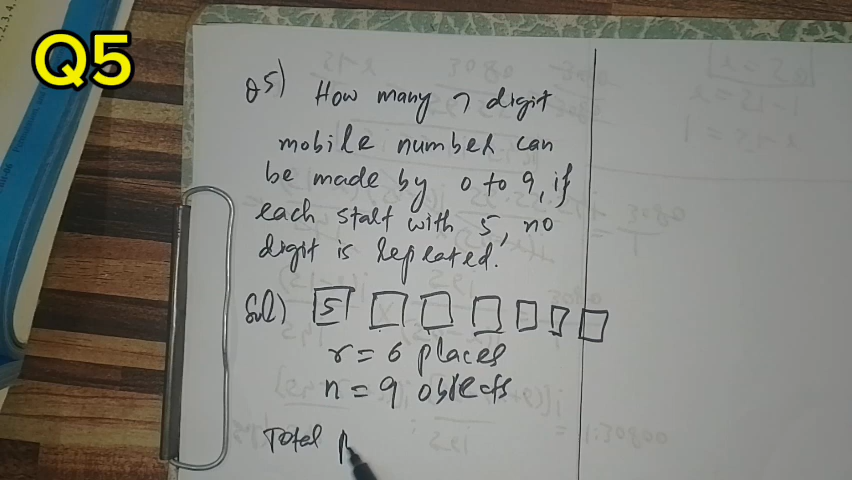 Q5
Q5) How many 7 digit
mobile number can
be made by 0 to 9, if
each start with 5, no
digit is repeated.
Sol) 5
r = 6 places
n = 9 objects
Total